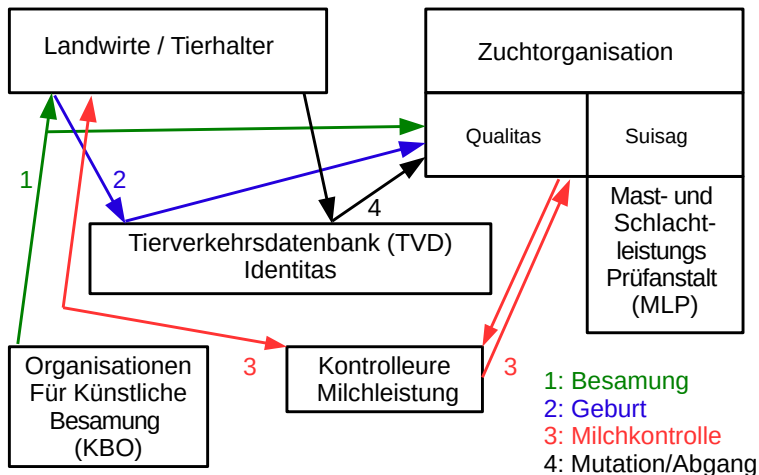 Landwirte / Tierhalter
Zuchtorganisation
Qualitas
Suisag
1
2
4
Mast- und
Schlacht-
leistungs
Prüfanstalt
(MLP)
Tierverkehrsdatenbank (TVD)
Identitas
Organisationen
Für Künstliche
Besamung
(KBO)
3
Kontrolleure
Milchleistung
3
1: Besamung
2: Geburt
3: Milchkontrolle
4: Mutation/Abgang